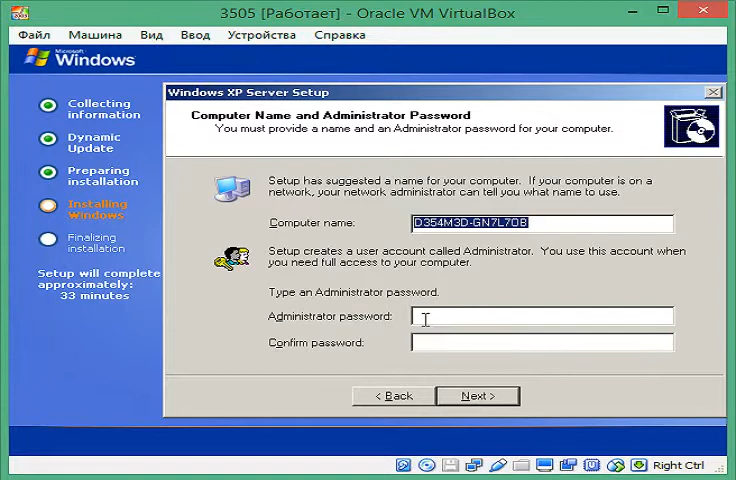 3505 [Работает] - Oracle VM VirtualBox
Файл Машина Вид Ввод Устройства Справка
Microsoft
Windows
Collecting
information
Dynamic
Update
Preparing
installation
Installing
Windows
Finalizing
installation
Setup will complete
approximately:
33 minutes
Windows XP Server Setup
Computer Name and Administrator Password
You must provide a name and an Administrator password for your computer.
Setup has suggested a name for your computer. If your computer is on a
network, your network administrator can tell you what name to use.
Computer name: D354M3D-GN7L7OB
Setup creates a user account called Administrator. You use this account when
you need full access to your computer.
Type an Administrator password.
Administrator password:
Confirm password:
< Back Next >
Right Ctrl